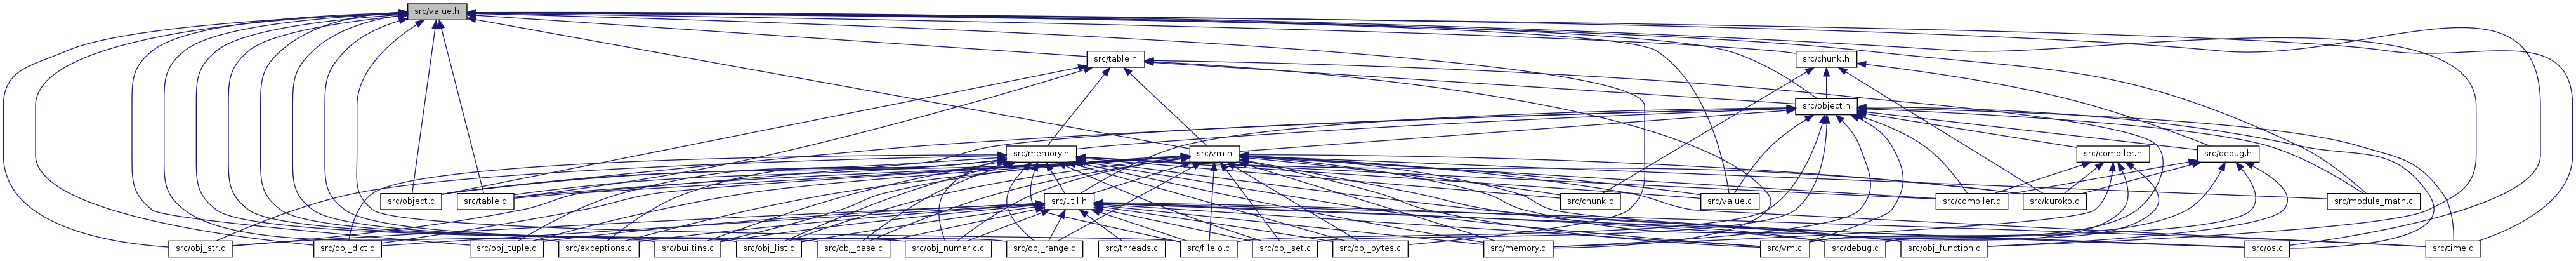 src/value.h
src/table.h
src/chunk.h
src/object.h
src/memory.h
src/vm.h
src/compiler.h
src/debug.h
src/object.c
src/table.c
src/util.h
src/chunk.c
src/value.c
src/compiler.c
src/kuroko.c
src/module_math.c
src/obj_str.c
src/obj_dict.c
src/obj_tuple.c
src/exceptions.c
src/builtins.c
src/obj_list.c
src/obj_base.c
src/obj_numeric.c
src/obj_range.c
src/threads.c
src/fileio.c
src/obj_set.c
src/obj_bytes.c
src/memory.c
src/vm.c
src/debug.c
src/obj_function.c
src/os.c
src/time.c